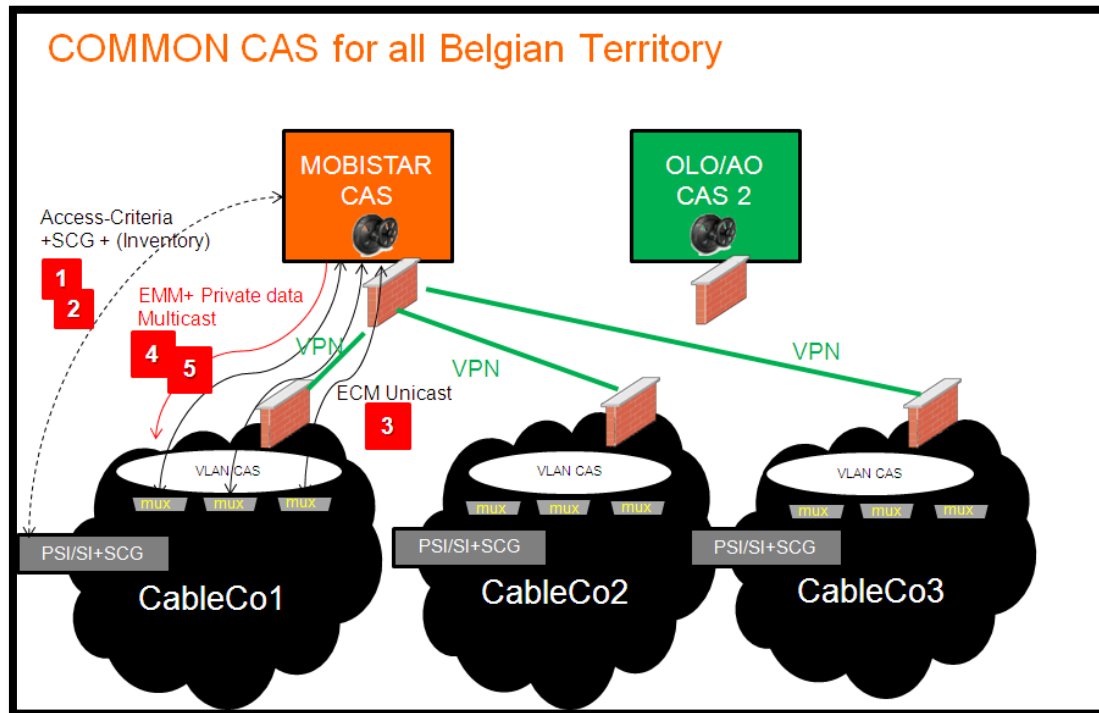 COMMON CAS for all Belgian Territory
MOBISTAR
CAS
OLO/AO
CAS 2
Access-Criteria
+SCG + (Inventory)
1
2
EMM+ Private data
Multicast
4
5
VPN
VPN
VPN
ECM Unicast
3
VLAN CAS
VLAN CAS
VLAN CAS
mux
mux
mux
mux
mux
mux
mux
mux
mux
PSI/SI+SCG
PSI/SI+SCG
PSI/SI+SCG
CableCo1
CableCo2
CableCo3